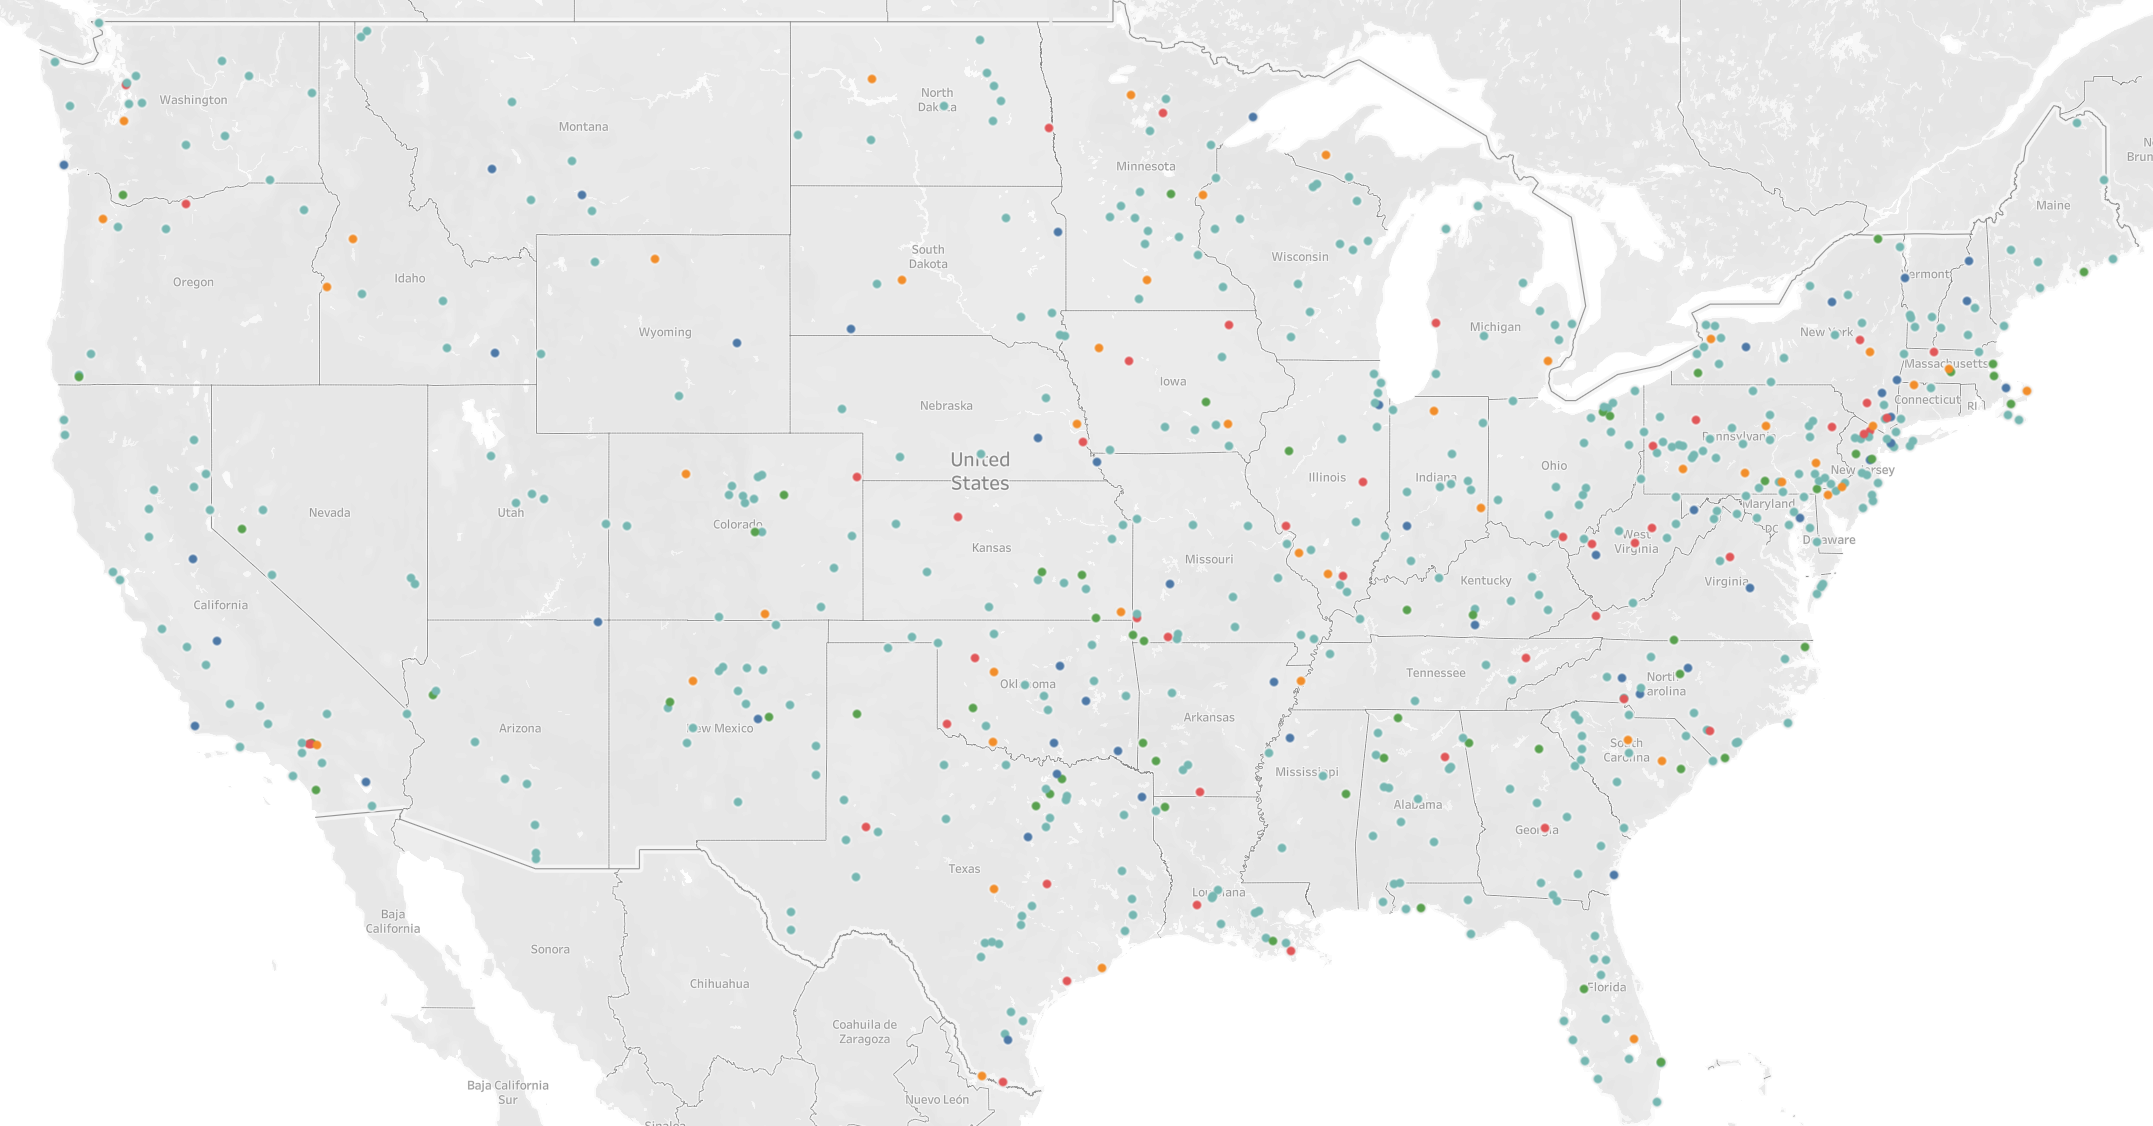 Washington
Montana
North
Dakota
Minnesota
N
Brun
Maine
Oregon
Idaho
South
Dakota
Wisconsin
ermont
Wyoming
Michigan
New York
Massachusetts
Iowa
Nebraska
Connecticut
RI
Pennsylvania
United
States
Ohio
New Jersey
Illinois
Indiana
Nevada
Utah
Colorado
Maryland
DC
Delaware
Kansas
Missouri
West
Virginia
Kentucky
Virginia
California
Oklahoma
Tennessee
North
Carolina
Arizona
New Mexico
Arkansas
South
Carolina
Mississippi
Alabama
Georgia
Texas
Louisiana
Baja
California
Sonora
Chihuahua
Florida
Coahuila de
Zaragoza
Baja California
Sur
Nuevo León
Sinaloa